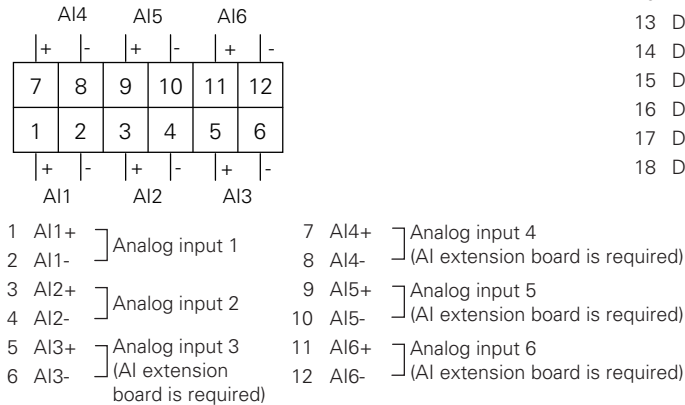 AI4 AI5 AI6
+ - + - + -
7 8 9 10 11 12
1 2 3 4 5 6
+ - + - + -
AI1 AI2 AI3
1 AI1+
2 AI1-
Analog input 1
3 AI2+
4 AI2-
Analog input 2
5 AI3+
6 AI3-
Analog input 3
(AI extension
board is required)
7 AI4+
8 AI4-
Analog input 4
(AI extension board is required)
9 AI5+
10 AI5-
Analog input 5
(AI extension board is required)
11 AI6+
12 AI6-
Analog input 6
(AI extension board is required)
13 D
14 D
15 D
16 D
17 D
18 D